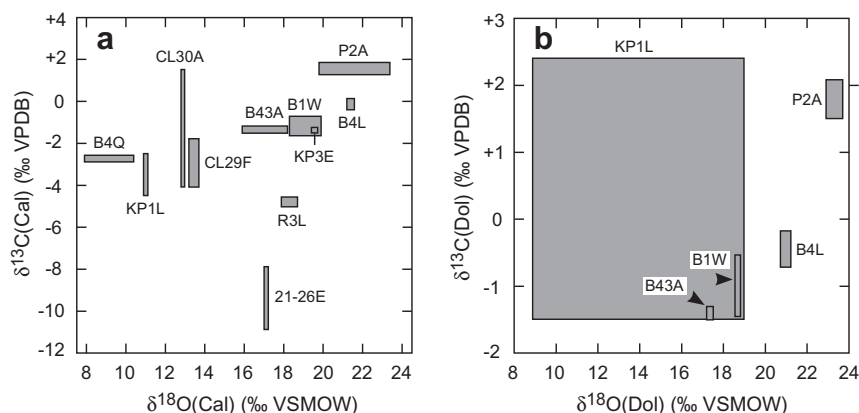 a
+4
+2
0
-2
-4
-6
-8
-10
-12
δ13C(Cal) (‰ VPDB)
CL30A
P2A
B43A
B1W
B4L
B4Q
CL29F
KP3E
KP1L
R3L
21-26E
8 10 12 14 16 18 20 22 24
δ18O(Cal) (‰ VSMOW)
b
+3
+2
+1
0
-1
-2
δ13C(Dol) (‰ VPDB)
KP1L
P2A
B1W
B4L
B43A
8 10 12 14 16 18 20 22 24
δ18O(Dol) (‰ VSMOW)